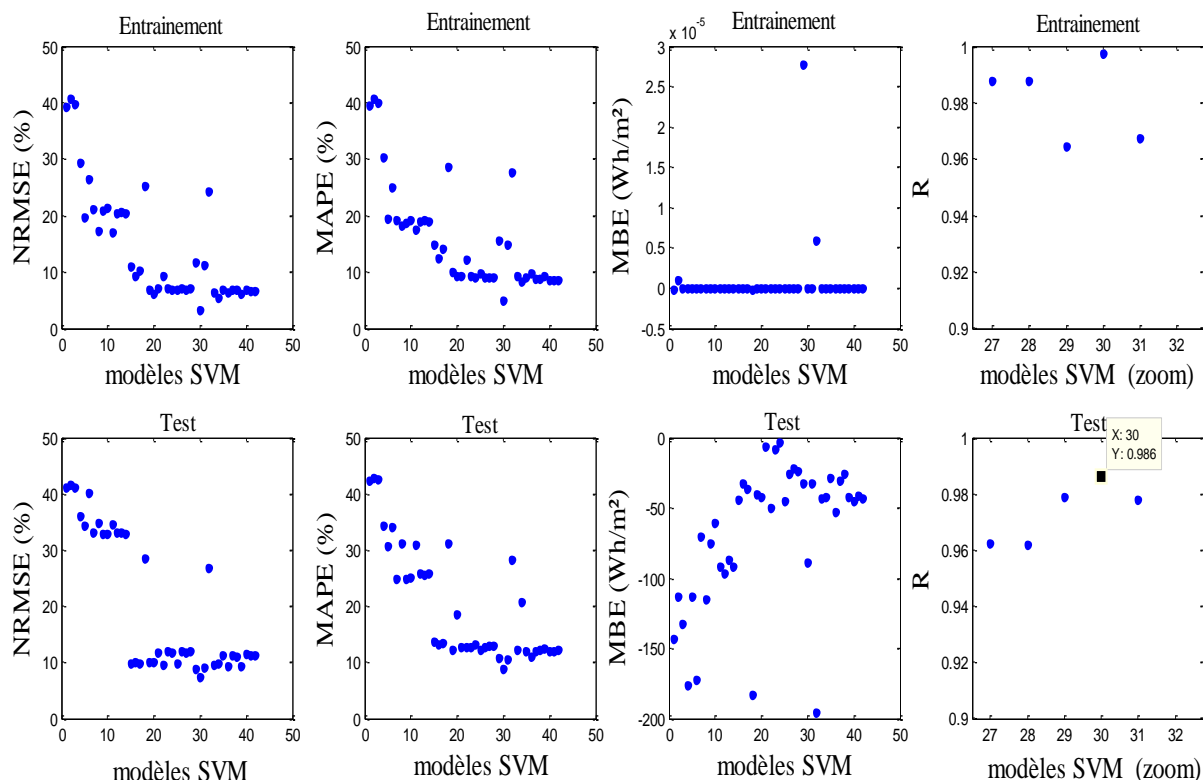 Entrainement
NRMSE (%)
50
40
30
20
10
0
0 10 20 30 40 50
modèles SVM
Entrainement
MAPE (%)
50
40
30
20
10
0
0 10 20 30 40 50
modèles SVM
Entrainement
x 10⁻⁵
MBE (Wh/m²)
3
2.5
2
1.5
1
0.5
0
-0.5
0 10 20 30 40 50
modèles SVM
Entrainement
R
1
0.98
0.96
0.94
0.92
0.9
27 28 29 30 31 32
modèles SVM (zoom)
Test
NRMSE (%)
50
40
30
20
10
0
0 10 20 30 40 50
modèles SVM
Test
MAPE (%)
50
40
30
20
10
0
0 10 20 30 40 50
modèles SVM
Test
MBE (Wh/m²)
0
-50
-100
-150
-200
0 10 20 30 40 50
modèles SVM
Test
X: 30
Y: 0.986
R
1
0.98
0.96
0.94
0.92
0.9
27 28 29 30 31 32
modèles SVM (zoom)